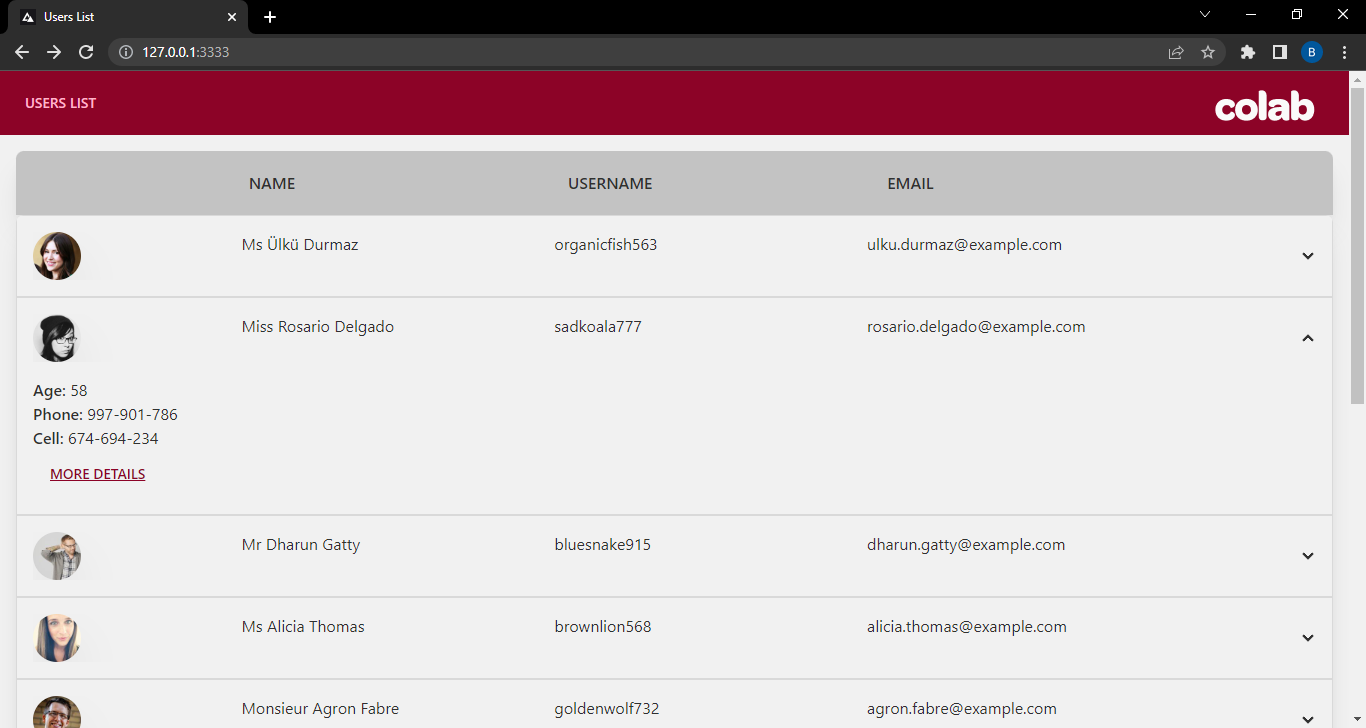 Users List
127.0.0.1:3333
B
USERS LIST
colab
NAME USERNAME EMAIL
Ms Ülkü Durmaz organicfish563 ulku.durmaz@example.com
Miss Rosario Delgado sadkoala777 rosario.delgado@example.com
Age: 58
Phone: 997-901-786
Cell: 674-694-234
MORE DETAILS
Mr Dharun Gatty bluesnake915 dharun.gatty@example.com
Ms Alicia Thomas brownlion568 alicia.thomas@example.com
Monsieur Agron Fabre goldenwolf732 agron.fabre@example.com